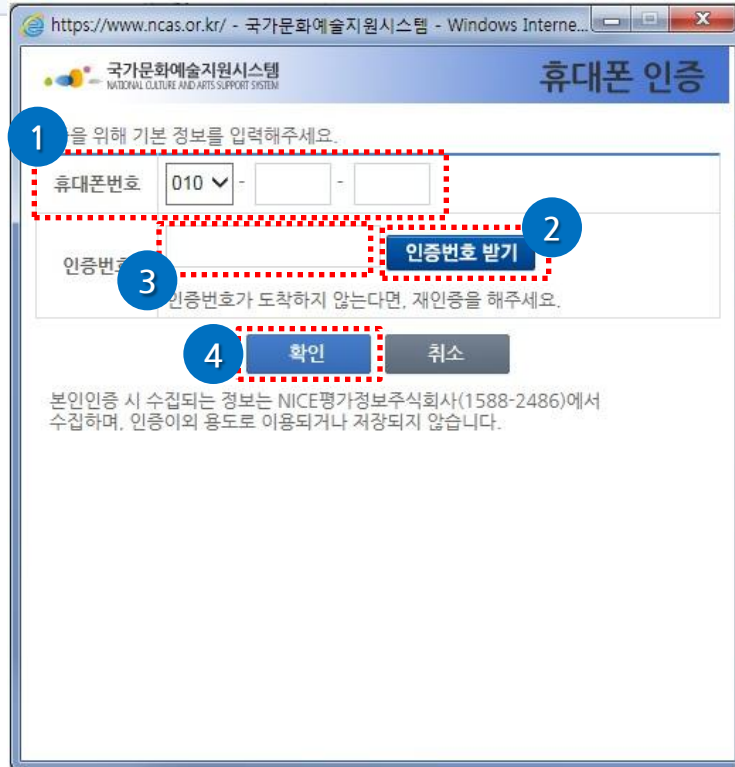 https://www.ncas.or.kr/ - 국가문화예술지원시스템 - Windows Interne...
국가문화예술지원시스템
NATIONAL CULTURE AND ARTS SUPPORT SYSTEM
휴대폰 인증
1
을 위해 기본 정보를 입력해주세요.
휴대폰번호 010 - -
2
인증번 인증번호 받기
3
인증번호가 도착하지 않는다면, 재인증을 해주세요.
4 확인 취소
본인인증 시 수집되는 정보는 NICE평가정보주식회사(1588-2486)에서
수집하며, 인증이외 용도로 이용되거나 저장되지 않습니다.